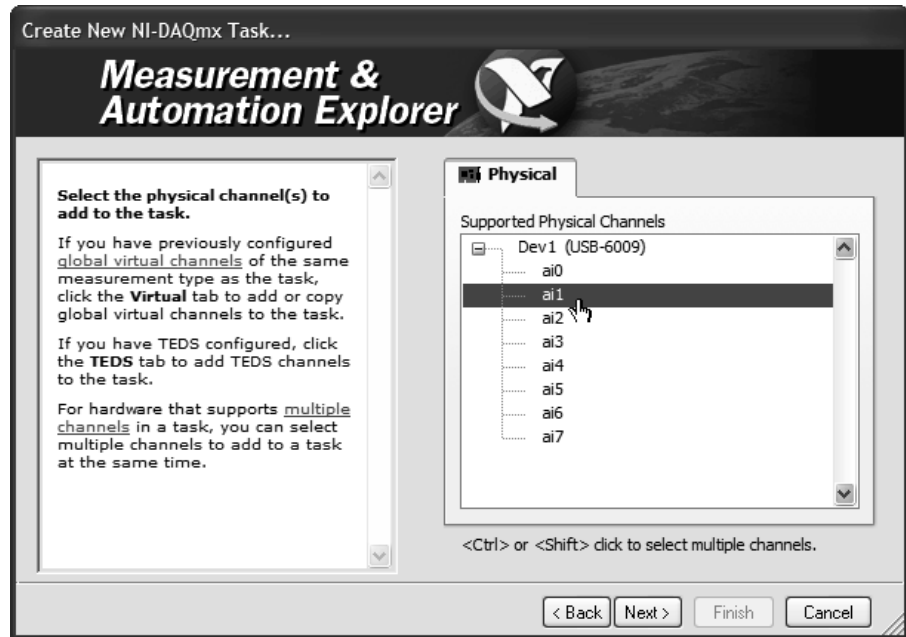 Create New NI-DAQmx Task...
Measurement &
Automation Explorer
Select the physical channel(s) to
add to the task.
If you have previously configured
global virtual channels of the same
measurement type as the task,
click the Virtual tab to add or copy
global virtual channels to the task.
If you have TEDS configured, click
the TEDS tab to add TEDS channels
to the task.
For hardware that supports multiple
channels in a task, you can select
multiple channels to add to a task
at the same time.
Physical
Supported Physical Channels
Dev1 (USB-6009)
ai0
ai1
ai2
ai3
ai4
ai5
ai6
ai7
<Ctrl> or <Shift> click to select multiple channels.
< Back Next > Finish Cancel